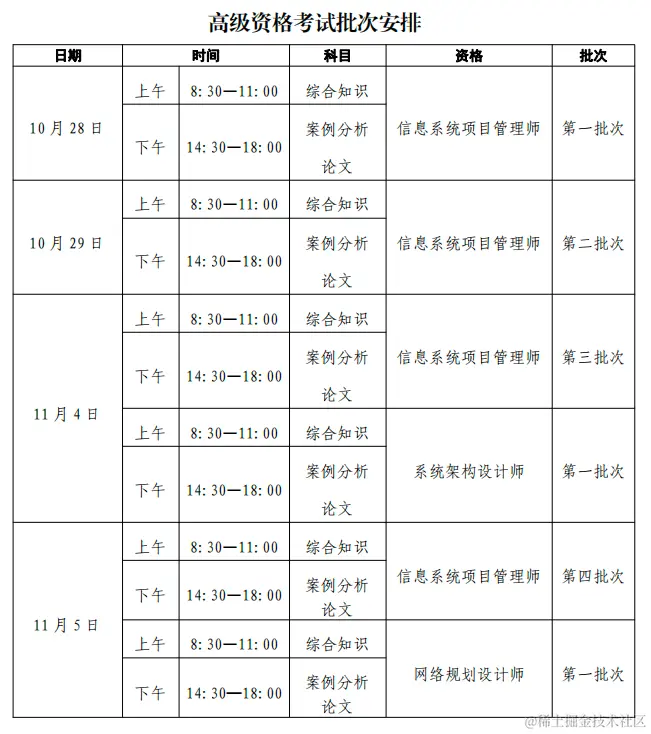 高级资格考试批次安排
日期 时间 科目 资格 批次
10月28日 上午 8:30—11:00 综合知识 信息系统项目管理师 第一批次
下午 14:30—18:00 案例分析
论文
10月29日 上午 8:30—11:00 综合知识 信息系统项目管理师 第二批次
下午 14:30—18:00 案例分析
论文
11月4日 上午 8:30—11:00 综合知识 信息系统项目管理师 第三批次
下午 14:30—18:00 案例分析
论文
上午 8:30—11:00 综合知识 系统架构设计师 第一批次
下午 14:30—18:00 案例分析
论文
11月5日 上午 8:30—11:00 综合知识 信息系统项目管理师 第四批次
下午 14:30—18:00 案例分析
论文
上午 8:30—11:00 综合知识 网络规划设计师 第一批次
下午 14:30—18:00 案例分析
论文
@稀土掘金技术社区